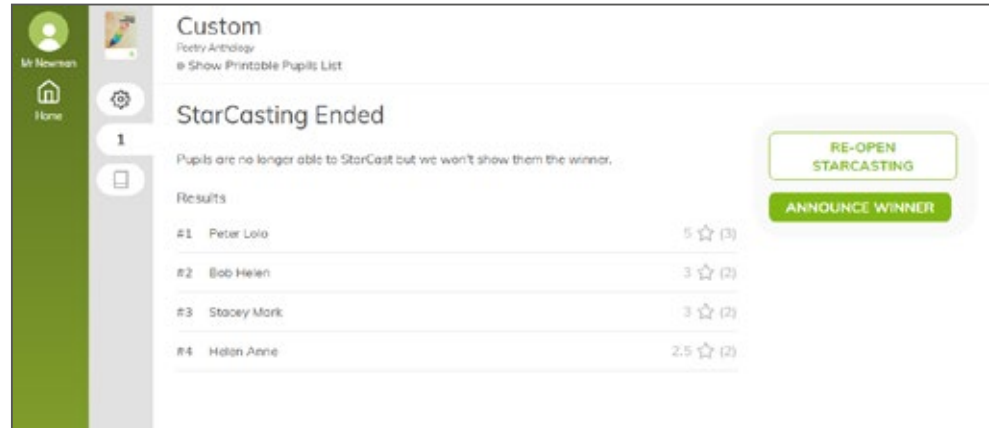 Mr Newman
Home
1
Custom
Poetry Anthology
Show Printable Pupils List
StarCasting Ended
Pupils are no longer able to StarCast but we won't show them the winner.
Results
#1 Peter Lolo 5 (3)
#2 Bob Helen 3 (2)
#3 Stacey Mark 3 (2)
#4 Helen Anne 2.5 (2)
RE-OPEN
STARCASTING
ANNOUNCE WINNER